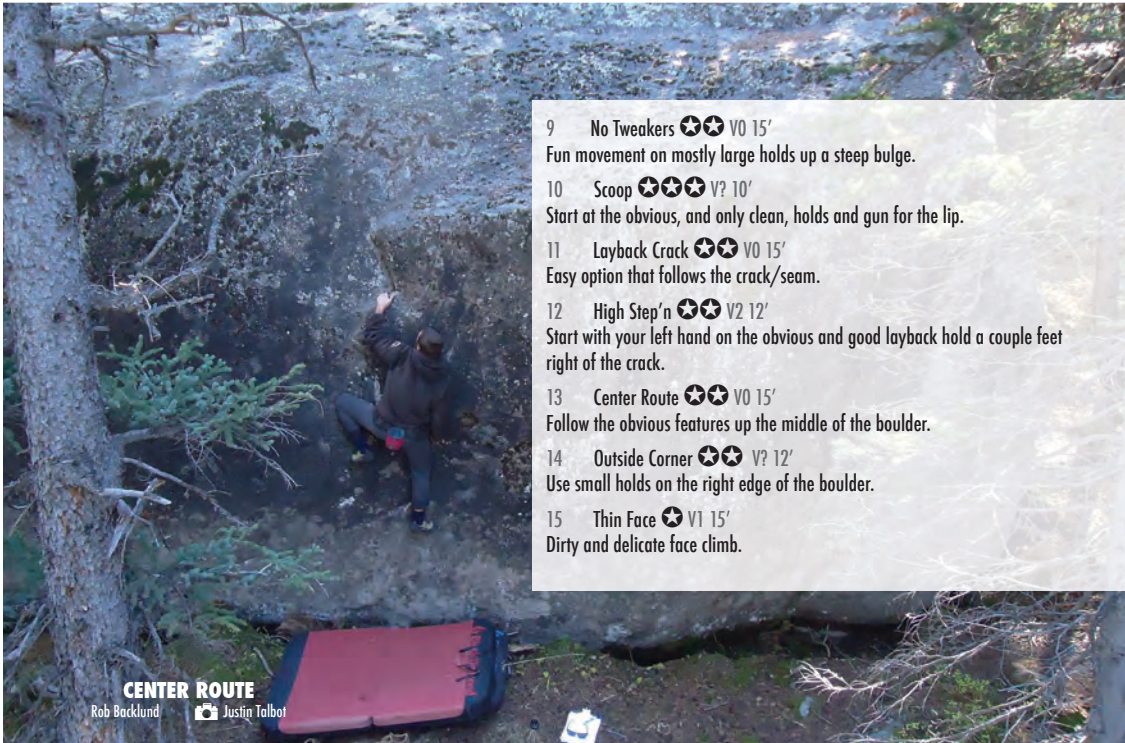 9 No Tweakers ✪✪ V0 15’
Fun movement on mostly large holds up a steep bulge.
10 Scoop ✪✪✪ V? 10’
Start at the obvious, and only clean, holds and gun for the lip.
11 Layback Crack ✪✪ V0 15’
Easy option that follows the crack/seam.
12 High Step’n ✪✪ V2 12’
Start with your left hand on the obvious and good layback hold a couple feet
right of the crack.
13 Center Route ✪✪ V0 15’
Follow the obvious features up the middle of the boulder.
14 Outside Corner ✪✪ V? 12’
Use small holds on the right edge of the boulder.
15 Thin Face ✪ V1 15’
Dirty and delicate face climb.
CENTER ROUTE
Rob Backlund Justin Talbot